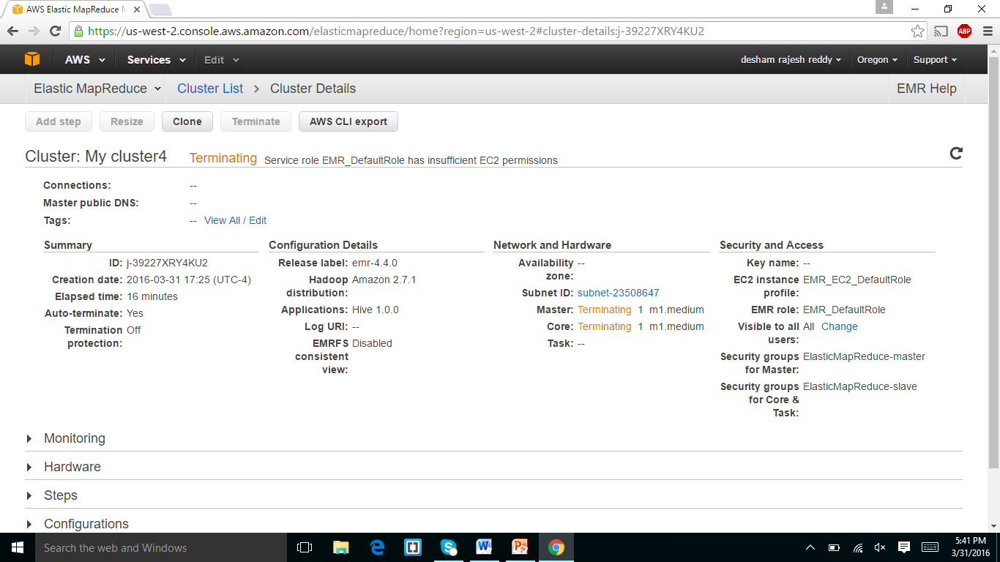 AWS Elastic MapReduce M
https://us-west-2.console.aws.amazon.com/elasticmapreduce/home?region=us-west-2#cluster-details:j-39227XRY4KU2
ABP
AWS Services Edit desham rajesh reddy Oregon Support
Elastic MapReduce Cluster List > Cluster Details EMR Help
Add step Resize Clone Terminate AWS CLI export
Cluster: My cluster4 Terminating Service role EMR_DefaultRole has insufficient EC2 permissions
Connections: --
Master public DNS: --
Tags: -- View All / Edit
Summary
ID: j-39227XRY4KU2
Creation date: 2016-03-31 17:25 (UTC-4)
Elapsed time: 16 minutes
Auto-terminate: Yes
Termination Off
protection:
Configuration Details
Release label: emr-4.4.0
Hadoop Amazon 2.7.1
distribution:
Applications: Hive 1.0.0
Log URI: --
EMRFS Disabled
consistent
view:
Network and Hardware
Availability --
zone:
Subnet ID: subnet-23508647
Master: Terminating 1 m1.medium
Core: Terminating 1 m1.medium
Task: --
Security and Access
Key name: --
EC2 instance EMR_EC2_DefaultRole
profile:
EMR role: EMR_DefaultRole
Visible to all All Change
users:
Security groups ElasticMapReduce-master
for Master:
Security groups ElasticMapReduce-slave
for Core &
Task:
Monitoring
Hardware
Steps
Configurations
Search the web and Windows
5:41 PM
3/31/2016